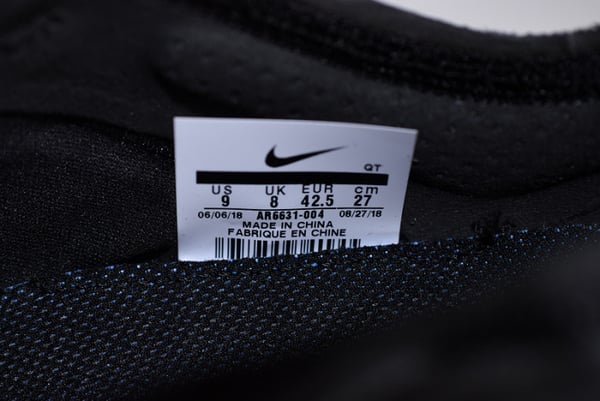 QT
US UK EUR cm
9 8 42.5 27
06/06/18 AR6631-004 08/27/18
MADE IN CHINA
FABRIQUE EN CHINE